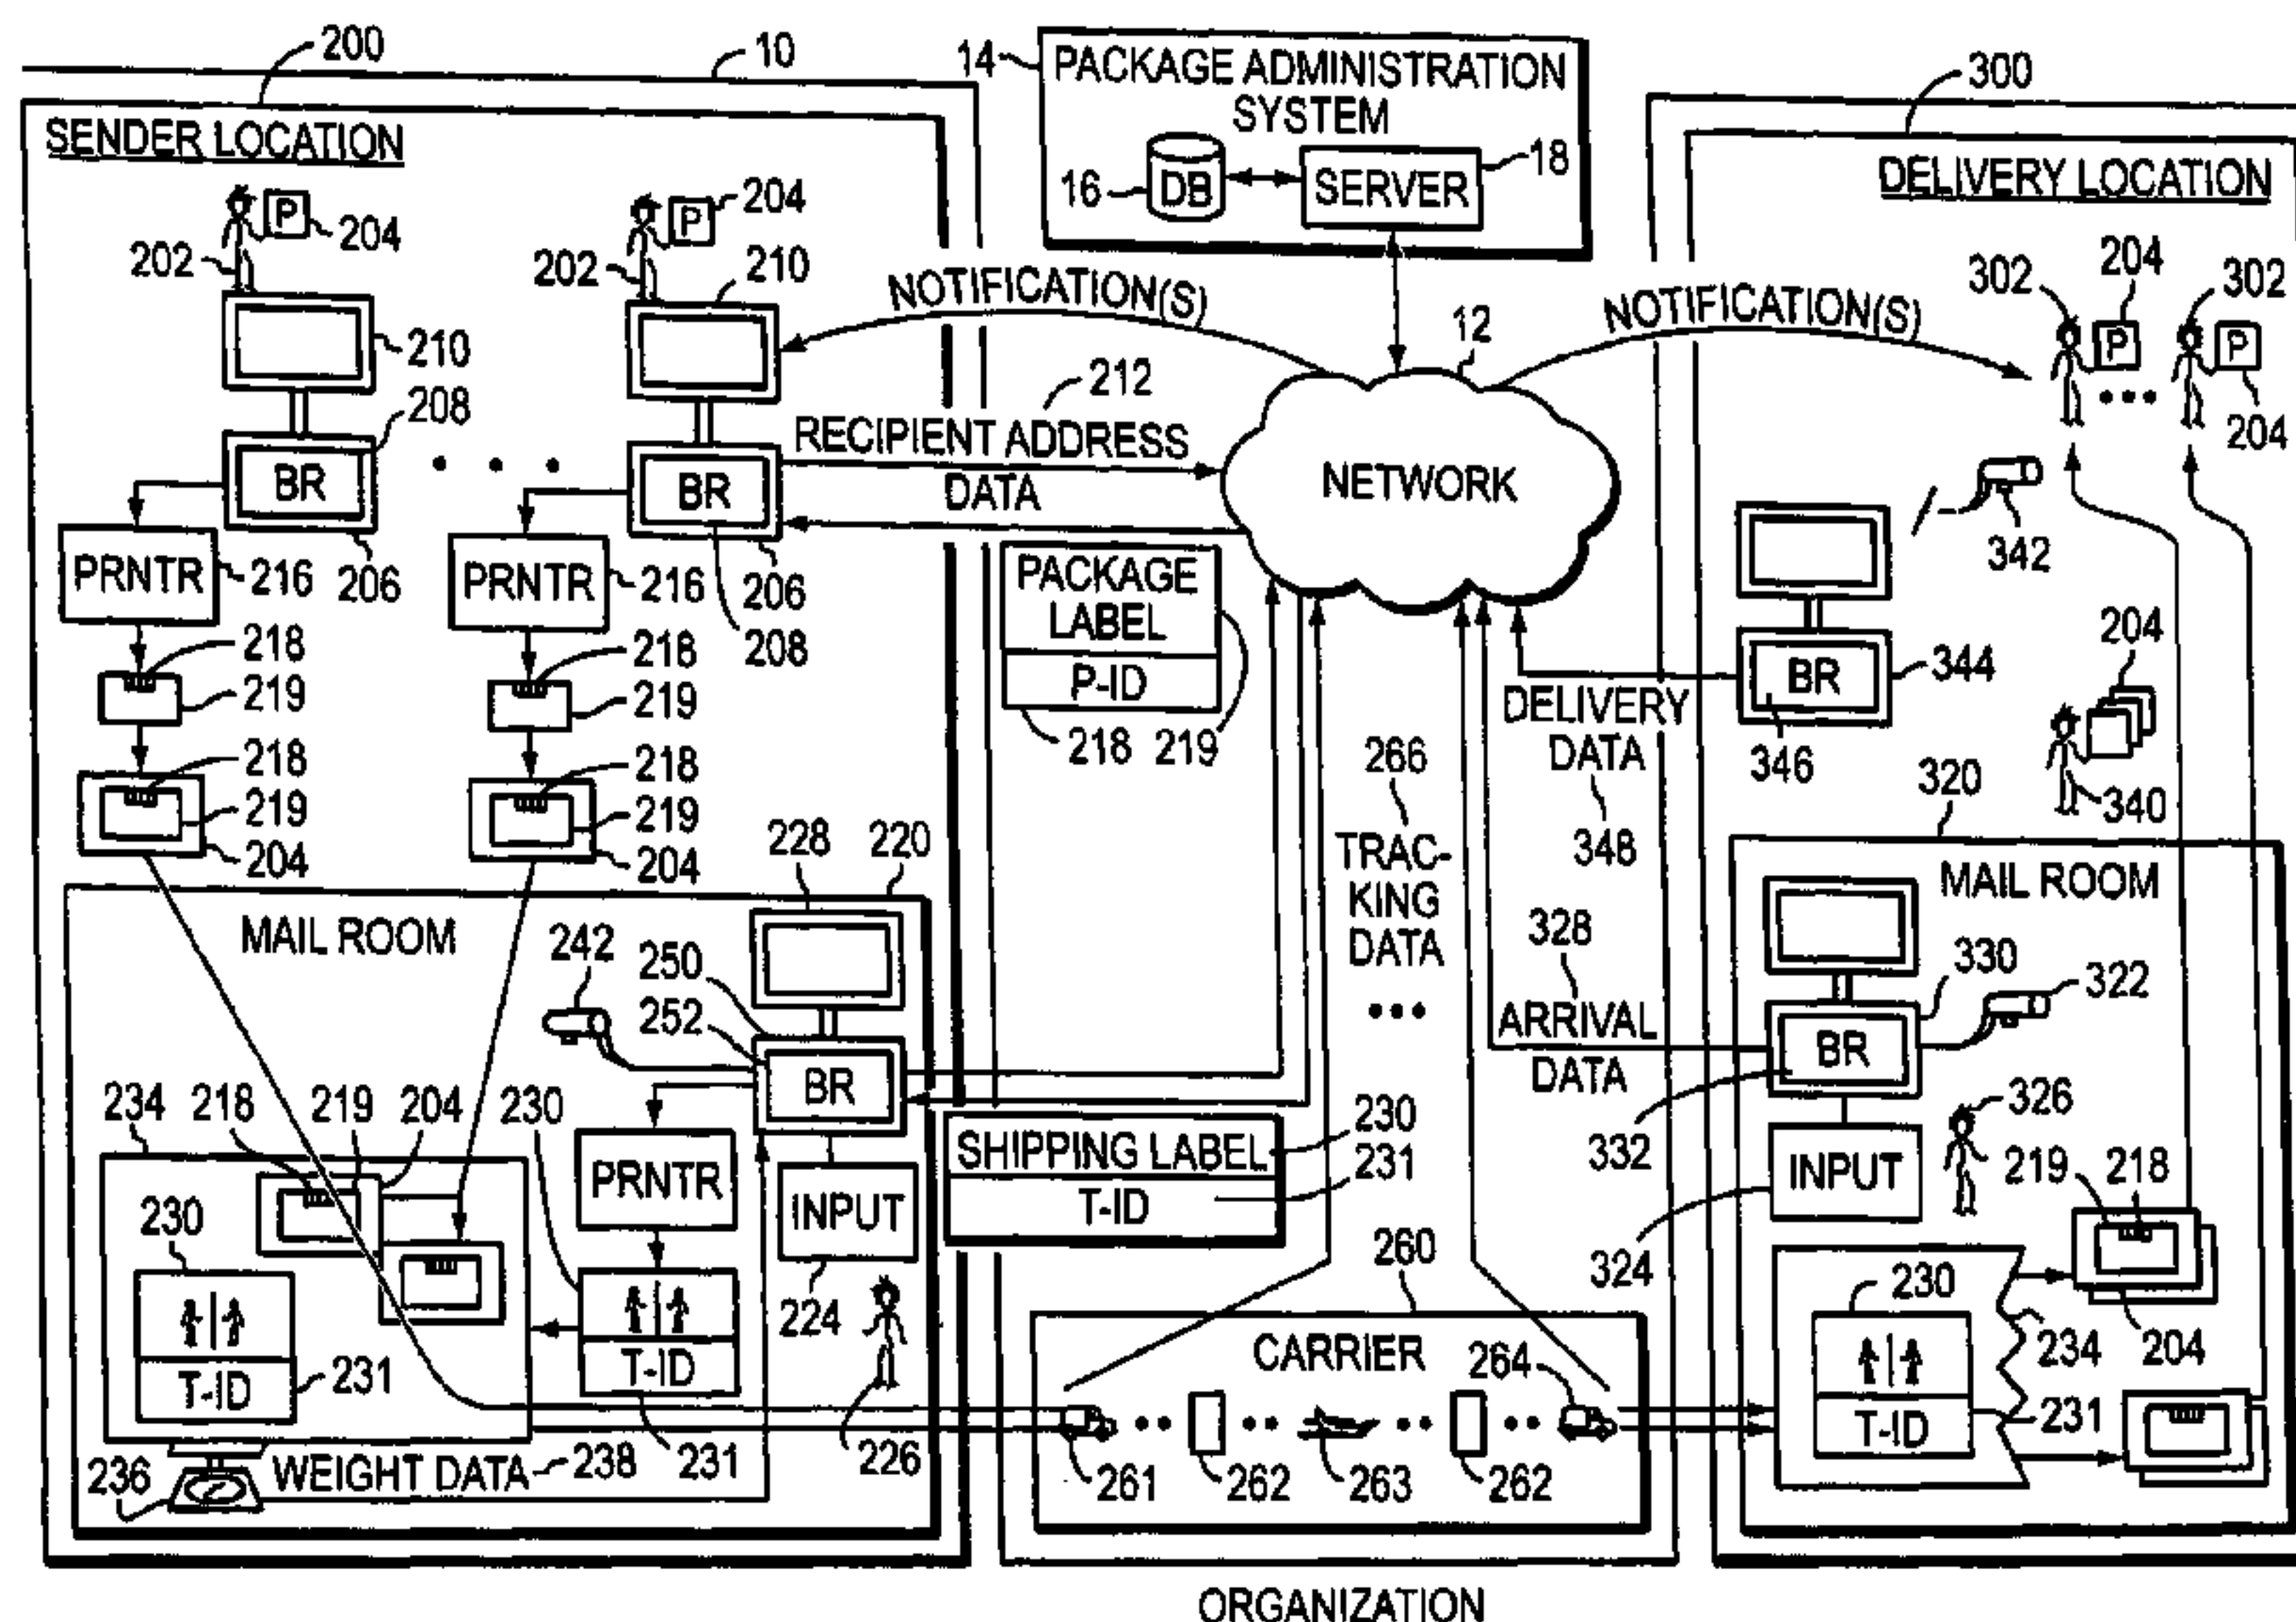 200
10
14
PACKAGE ADMINISTRATION
SYSTEM
16
DB
SERVER
18
300
SENDER LOCATION
DELIVERY LOCATION
P
204
202
P
204
202
210
210
NOTIFICATION(S)
12
NOTIFICATION(S)
302
204
302
P
P
204
208
BR
BR
212
RECIPIENT ADDRESS
DATA
NETWORK
342
PRNTR
216
206
PRNTR
216
206
208
PACKAGE
LABEL
P-ID
218
219
218
219
218
219
218
219
204
218
219
204
DELIVERY
DATA
348
BR
344
346
204
340
266
TRAC-
KING
DATA
328
ARRIVAL
DATA
320
MAIL ROOM
BR
330
322
332
326
INPUT
324
219
218
204
230
T-ID
234
231
228
220
MAIL ROOM
242
250
252
BR
234
218
219
204
230
PRNTR
INPUT
224
226
230
T-ID
231
T-ID
231
236
WEIGHT DATA
238
SHIPPING LABEL
230
231
T-ID
260
CARRIER
264
261
262
263
262
ORGANIZATION